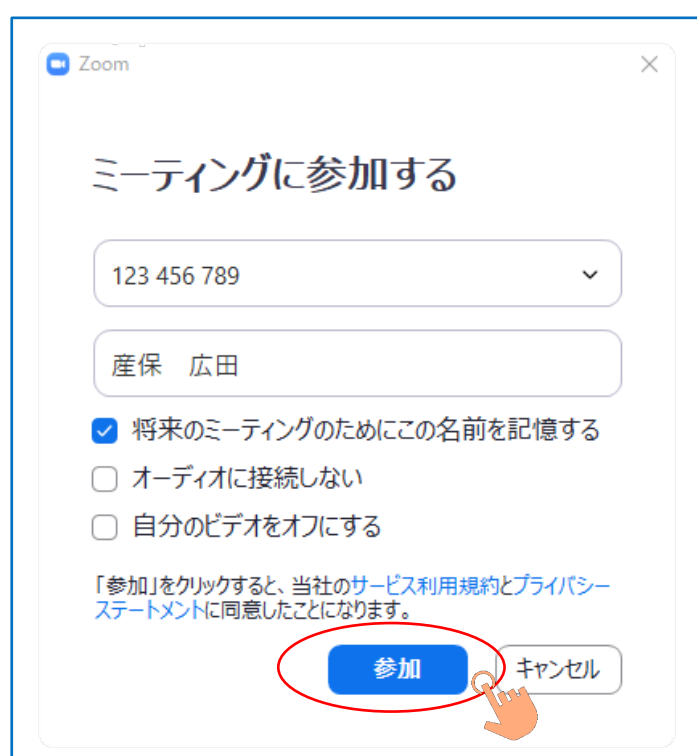 Zoom
ミーティングに参加する
123 456 789
産保　広田
将来のミーティングのためにこの名前を記憶する
オーディオに接続しない
自分のビデオをオフにする
「参加」をクリックすると、当社のサービス利用規約とプライバシー
ステートメントに同意したことになります。
参加
キャンセル